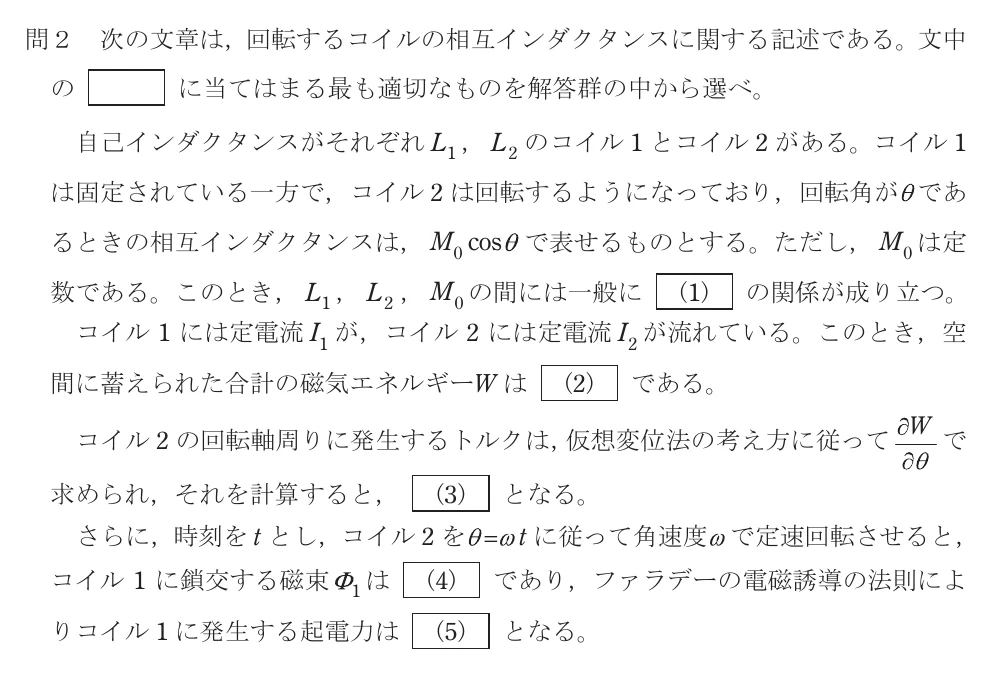 問２　次の文章は，回転するコイルの相互インダクタンスに関する記述である。文中
の　　　に当てはまる最も適切なものを解答群の中から選べ。
自己インダクタンスがそれぞれL₁，L₂のコイル1とコイル2がある。コイル1
は固定されている一方で，コイル2は回転するようになっており，回転角がθであ
るときの相互インダクタンスは，M₀cosθで表せるものとする。ただし，M₀は定
数である。このとき，L₁，L₂，M₀の間には一般に (1) の関係が成り立つ。
コイル1には定電流I₁が，コイル2には定電流I₂が流れている。このとき，空
間に蓄えられた合計の磁気エネルギーWは (2) である。
コイル2の回転軸周りに発生するトルクは，仮想変位法の考え方に従って∂W/∂θで
求められ，それを計算すると， (3) となる。
さらに，時刻をtとし，コイル2をθ=ωtに従って角速度ωで定速回転させると，
コイル1に鎖交する磁束Φ₁は (4) であり，ファラデーの電磁誘導の法則によ
りコイル1に発生する起電力は (5) となる。